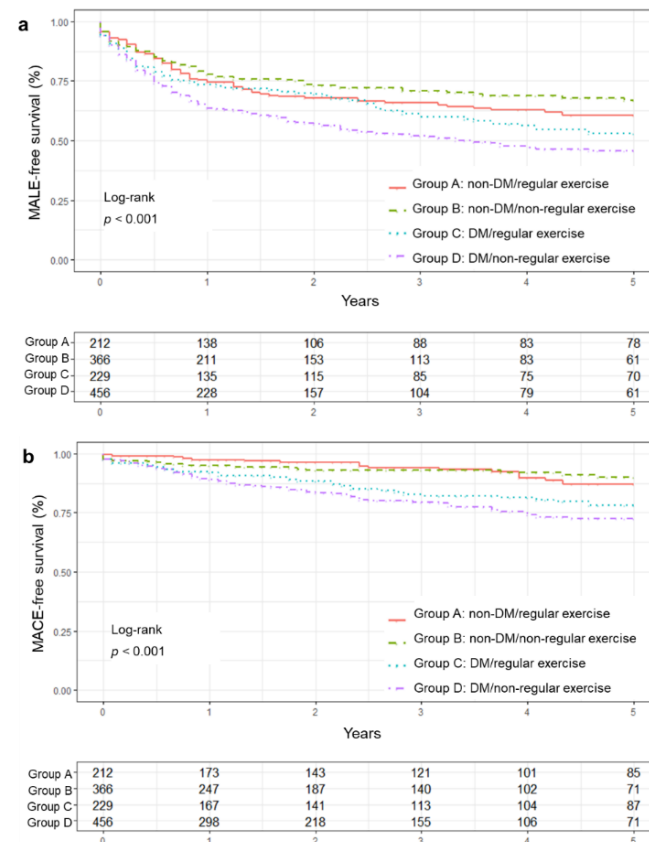 a
MALE-free survival (%)
1.00
0.75
0.50
0.25
0.00
Log-rank
p < 0.001
Group A: non-DM/regular exercise
Group B: non-DM/non-regular exercise
Group C: DM/regular exercise
Group D: DM/non-regular exercise
0 1 2 3 4 5
Years
Group A 212 138 106 88 83 78
Group B 366 211 153 113 83 61
Group C 229 135 115 85 75 70
Group D 456 228 157 104 79 61
0 1 2 3 4 5
b
MACE-free survival (%)
1.00
0.75
0.50
0.25
0.00
Log-rank
p < 0.001
Group A: non-DM/regular exercise
Group B: non-DM/non-regular exercise
Group C: DM/regular exercise
Group D: DM/non-regular exercise
0 1 2 3 4 5
Years
Group A 212 173 143 121 101 85
Group B 366 247 187 140 102 71
Group C 229 167 141 113 104 87
Group D 456 298 218 155 106 71
0 1 2 3 4 5